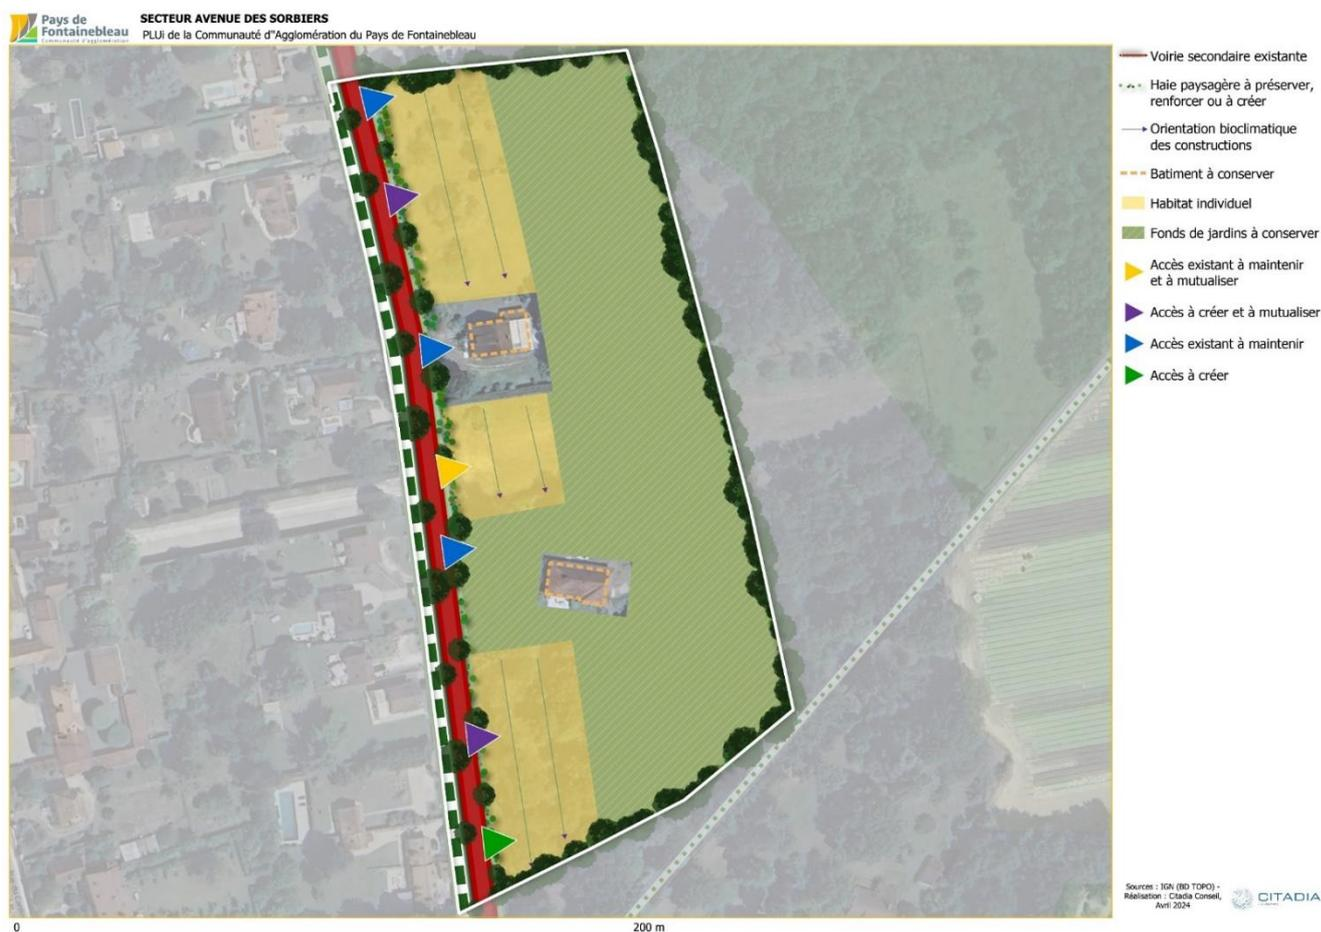 Pays de
Fontainebleau
Communauté d'agglomération
SECTEUR AVENUE DES SORBIERS
PLUi de la Communauté d"Agglomération du Pays de Fontainebleau
Voirie secondaire existante
Haie paysagère à préserver,
renforcer ou à créer
Orientation bioclimatique
des constructions
Batiment à conserver
Habitat individuel
Fonds de jardins à conserver
Accès existant à maintenir
et à mutualiser
Accès à créer et à mutualiser
Accès existant à maintenir
Accès à créer
Sources : IGN (BD TOPO) -
Réalisation : Citadia Conseil,
Avril 2024
CITADIA
0
200 m